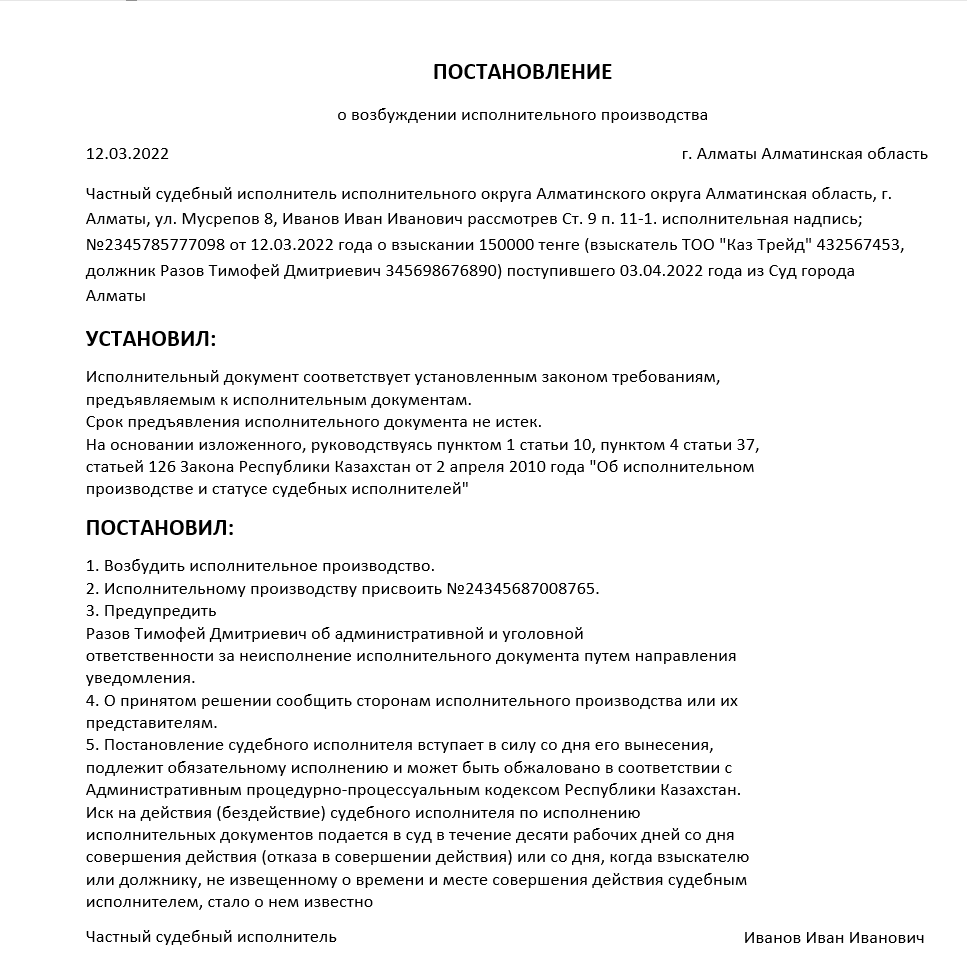 ПОСТАНОВЛЕНИЕ
о возбуждении исполнительного производства
12.03.2022 г. Алматы Алматинская область
Частный судебный исполнитель исполнительного округа Алматинского округа Алматинская область, г.
Алматы, ул. Мусрепов 8, Иванов Иван Иванович рассмотрев Ст. 9 п. 11-1. исполнительная надпись;
№2345785777098 от 12.03.2022 года о взыскании 150000 тенге (взыскатель ТОО "Каз Трейд" 432567453,
должник Разов Тимофей Дмитриевич 345698676890) поступившего 03.04.2022 года из Суд города
Алматы
УСТАНОВИЛ:
Исполнительный документ соответствует установленным законом требованиям,
предъявляемым к исполнительным документам.
Срок предъявления исполнительного документа не истек.
На основании изложенного, руководствуясь пунктом 1 статьи 10, пунктом 4 статьи 37,
статьей 126 Закона Республики Казахстан от 2 апреля 2010 года "Об исполнительном
производстве и статусе судебных исполнителей"
ПОСТАНОВИЛ:
1. Возбудить исполнительное производство.
2. Исполнительному производству присвоить №24345687008765.
3. Предупредить
Разов Тимофей Дмитриевич об административной и уголовной
ответственности за неисполнение исполнительного документа путем направления
уведомления.
4. О принятом решении сообщить сторонам исполнительного производства или их
представителям.
5. Постановление судебного исполнителя вступает в силу со дня его вынесения,
подлежит обязательному исполнению и может быть обжаловано в соответствии с
Административным процедурно-процессуальным кодексом Республики Казахстан.
Иск на действия (бездействие) судебного исполнителя по исполнению
исполнительных документов подается в суд в течение десяти рабочих дней со дня
совершения действия (отказа в совершении действия) или со дня, когда взыскателю
или должнику, не извещенному о времени и месте совершения действия судебным
исполнителем, стало о нем известно
Частный судебный исполнитель Иванов Иван Иванович